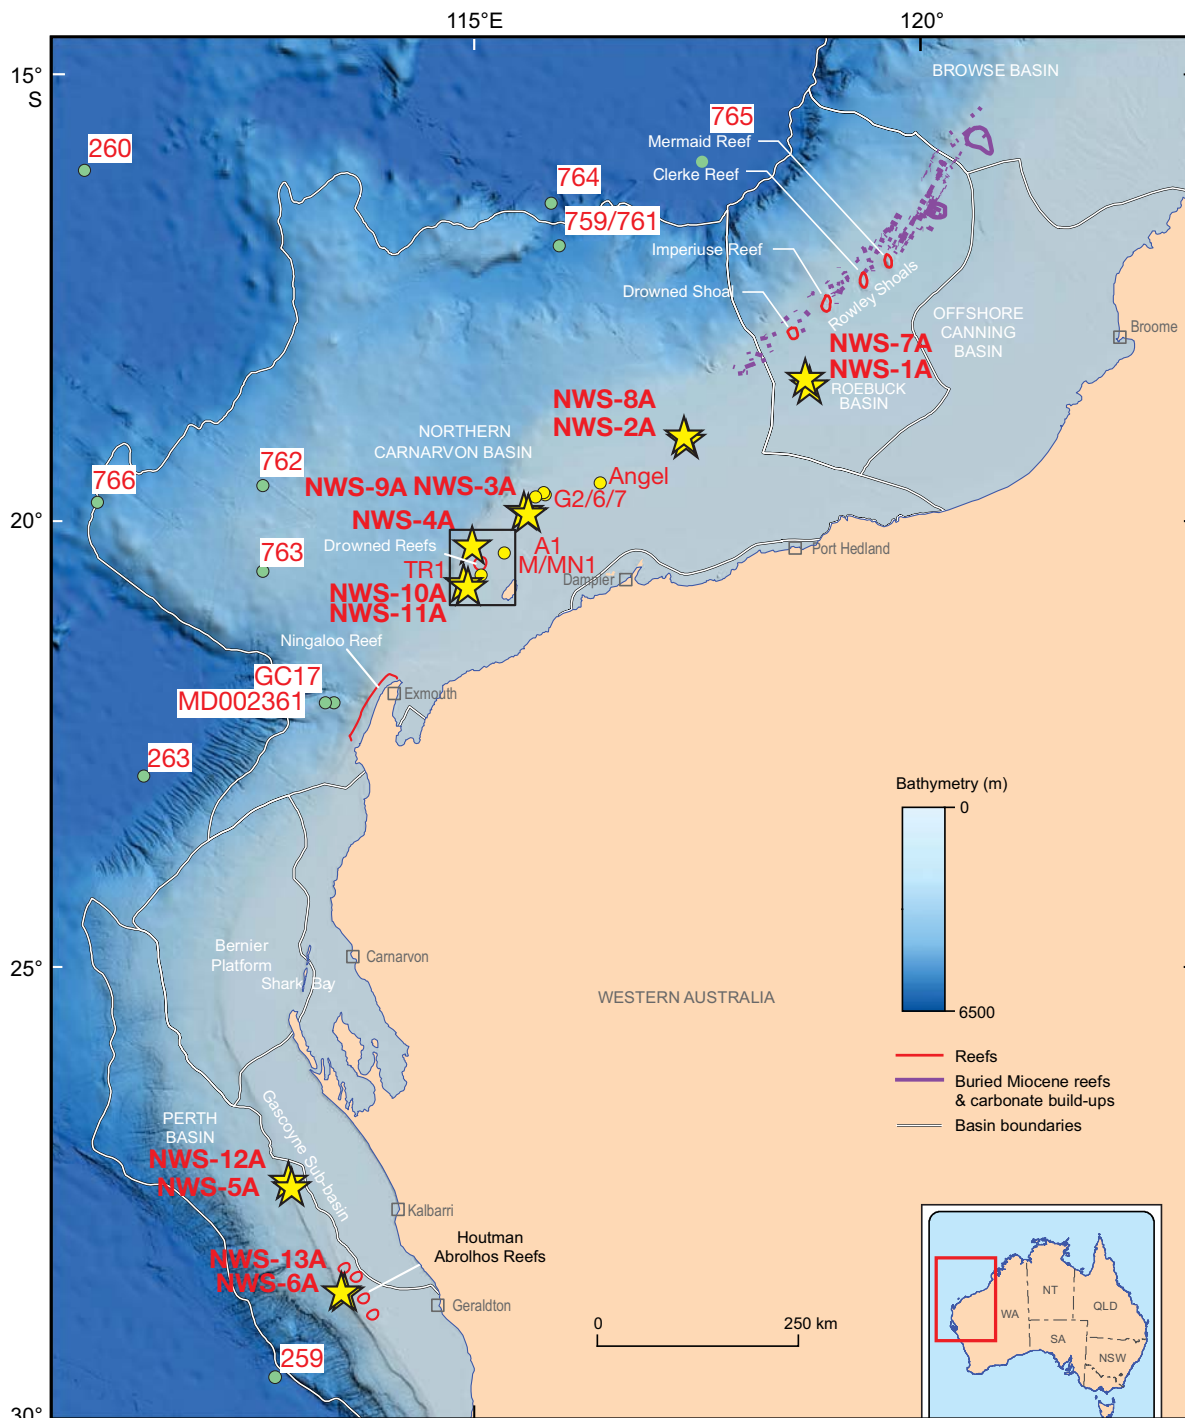 115°E
120°
15°
S
BROWSE BASIN
765
Mermaid Reef
260
Clerke Reef
764
759/761
Imperiuse Reef
Drowned Shoal
Rowley Shoals
OFFSHORE
CANNING
BASIN
Broome
NWS-7A
NWS-1A
ROEBUCK
BASIN
NWS-8A
NWS-2A
NORTHERN
CARNARVON BASIN
762
766
Angel
NWS-9A
NWS-3A
G2/6/7
20°
NWS-4A
Drowned Reefs
A1
Port Hedland
763
TR1
M/MN1
Dampier
NWS-10A
NWS-11A
Ningaloo Reef
GC17
MD002361
Exmouth
263
Bathymetry (m)
0
6500
Bernier
Platform
Carnarvon
25°
Shark Bay
WESTERN AUSTRALIA
Reefs
Buried Miocene reefs
& carbonate build-ups
Basin boundaries
PERTH
BASIN
Gascoyne Sub-basin
NWS-12A
NWS-5A
Kalbarri
Houtman
Abrolhos Reefs
NWS-13A
NWS-6A
Geraldton
0
250 km
259
30°
NT
QLD
WA
SA
NSW